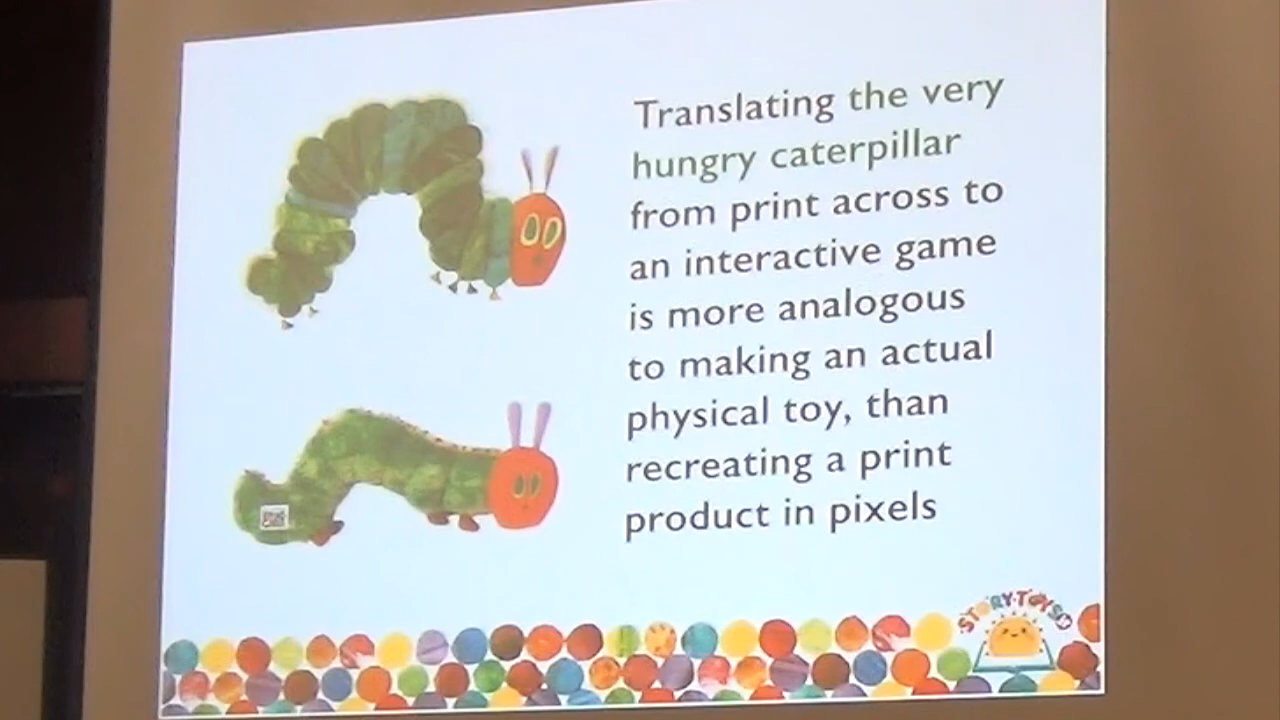 Translating the very
hungry caterpillar
from print across to
an interactive game
is more analogous
to making an actual
physical toy, than
recreating a print
product in pixels
STORY TOYS